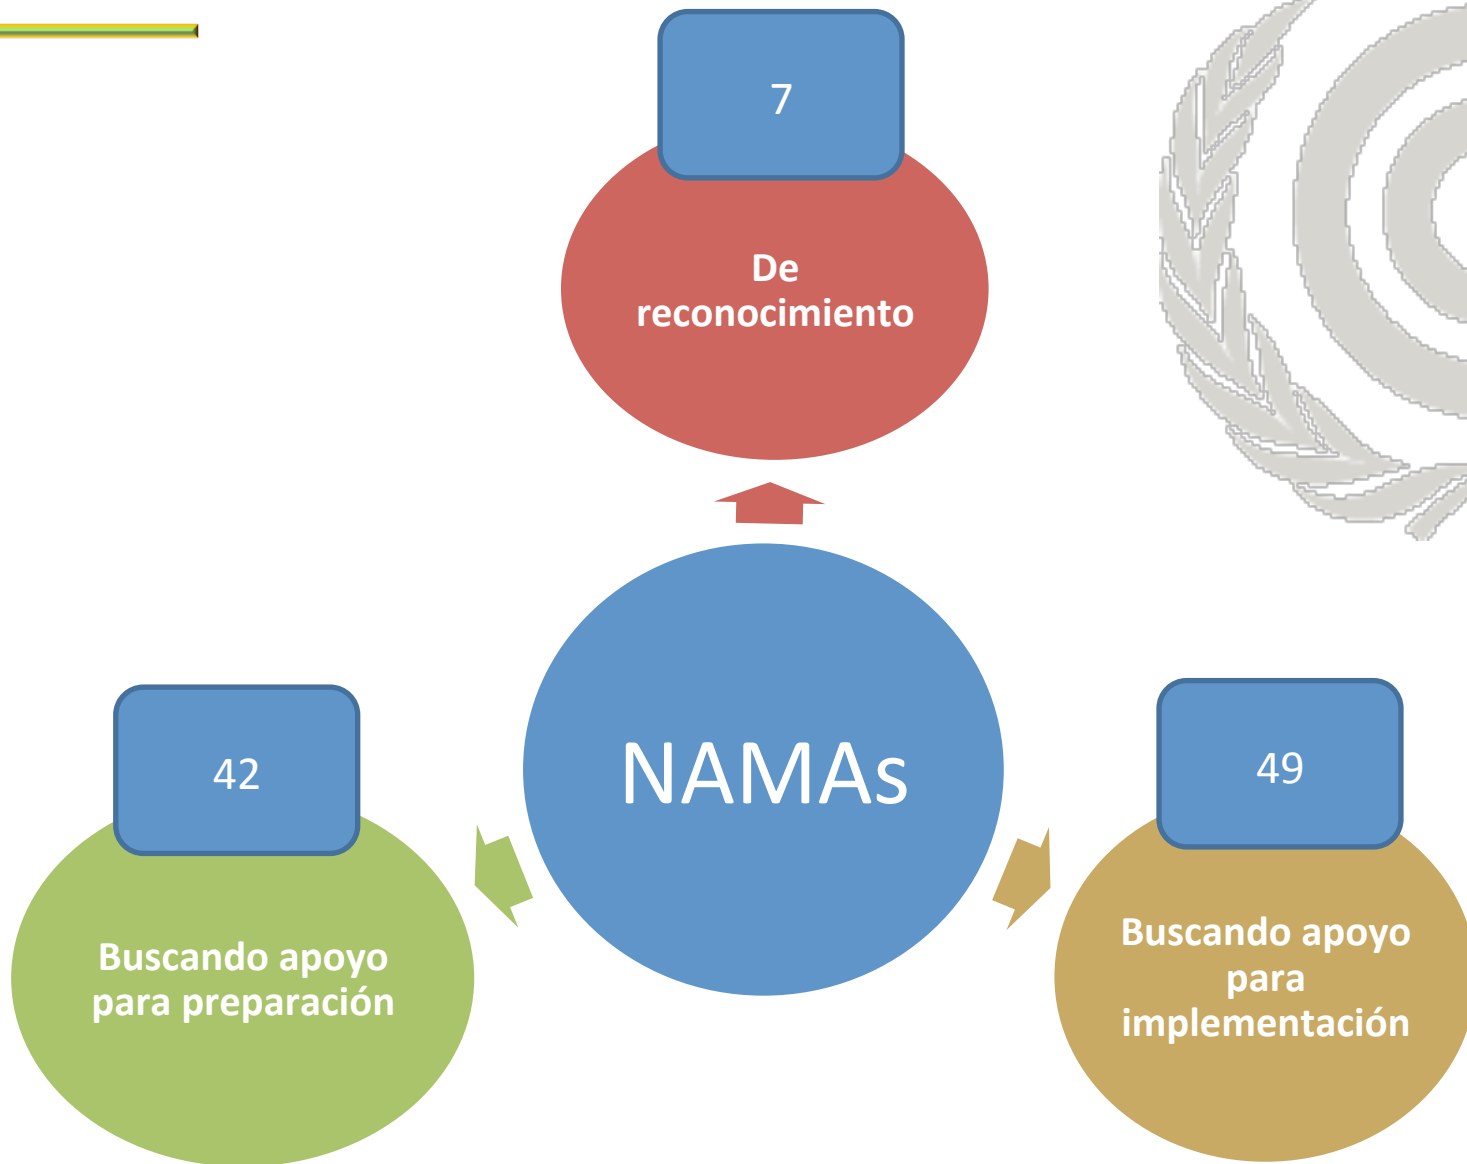 7
De
reconocimiento
NAMAs
42
Buscando apoyo
para preparación
49
Buscando apoyo
para
implementación